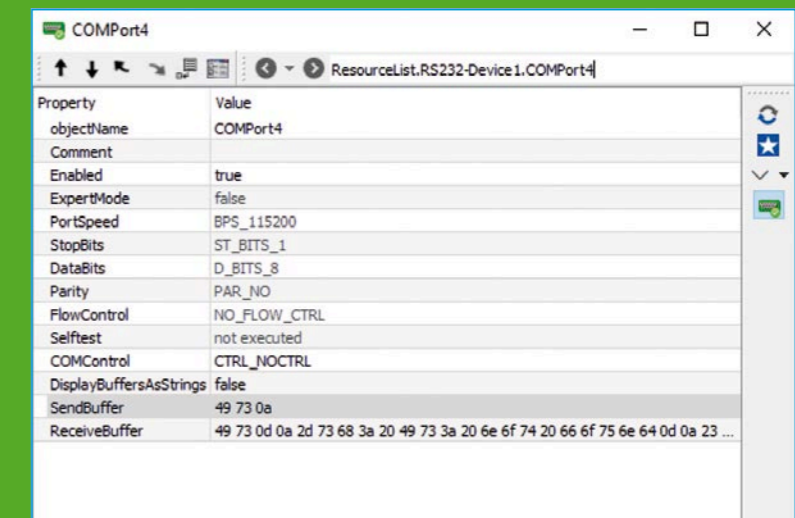 COMPort4
ResourceList.RS232-Device1.COMPort4
Property Value
objectName COMPort4
Comment
Enabled true
ExpertMode false
PortSpeed BPS_115200
StopBits ST_BITS_1
DataBits D_BITS_8
Parity PAR_NO
FlowControl NO_FLOW_CTRL
Selftest not executed
COMControl CTRL_NOCTRL
DisplayBuffersAsStrings false
SendBuffer 49 73 0a
ReceiveBuffer 49 73 0d 0a 2d 73 68 3a 20 49 73 3a 20 6e 6f 74 20 66 6f 75 6e 64 0d 0a 23 ...